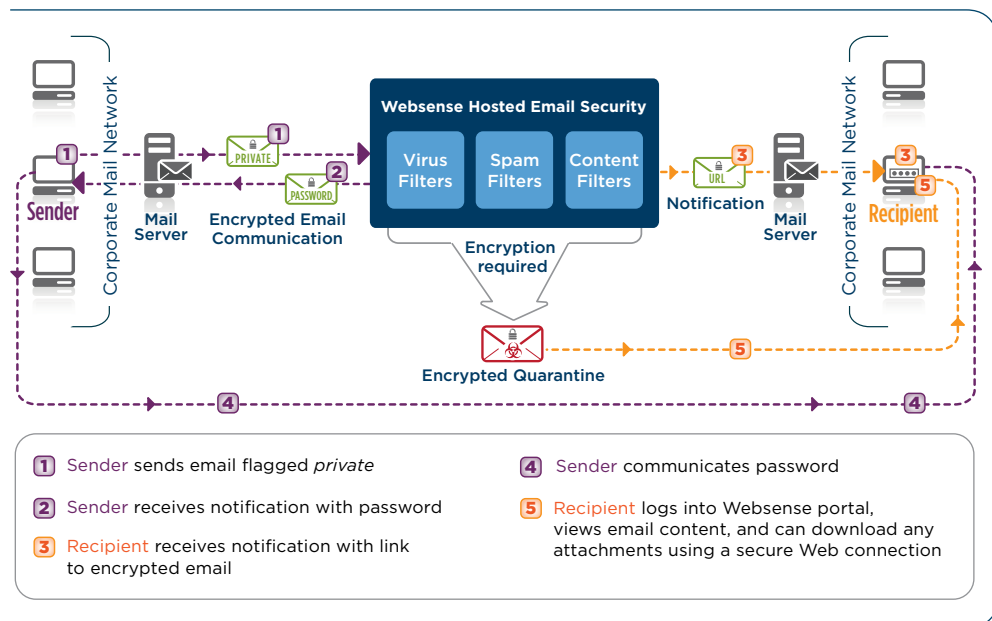 Corporate Mail Network
1
Sender
Mail
Server
1
PRIVATE
2
PASSWORD
Encrypted Email
Communication
Websense Hosted Email Security
Virus
Filters
Spam
Filters
Content
Filters
Encryption
required
Encrypted Quarantine
3
URL
Notification
Mail
Server
Corporate Mail Network
3
5
Recipient
5
4
4
1 Sender sends email flagged private
2 Sender receives notification with password
3 Recipient receives notification with link
to encrypted email
4 Sender communicates password
5 Recipient logs into Websense portal,
views email content, and can download any
attachments using a secure Web connection